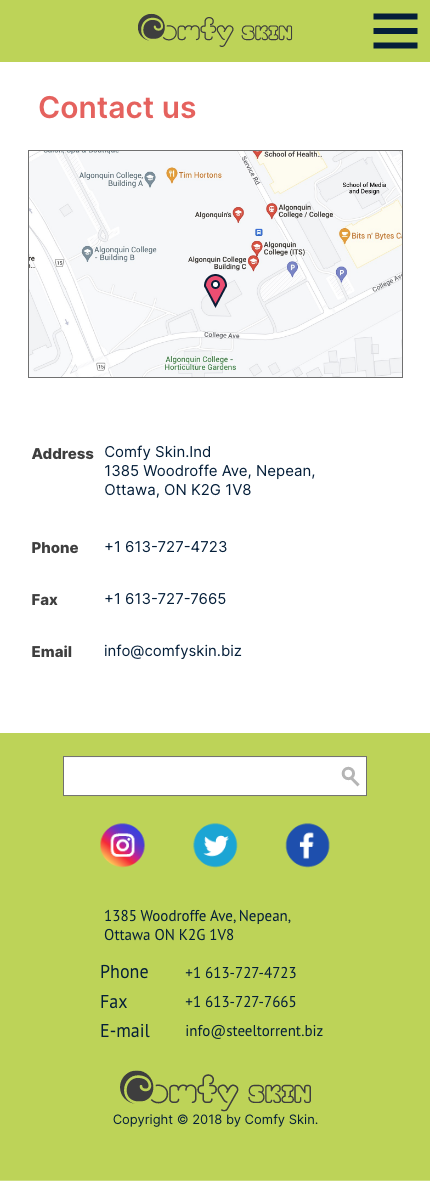 Comfy SKIN
Contact us
Algonquin College,
Building A
Tim Hortons
Service Rd
School of Health...
School of Media
and Design
Algonquin's
Algonquin
College / College
Bits n' Bytes Ca
Algonquin College
- Building B
Algonquin
College (ITS)
Algonquin College
Building C
P
P
re
n...
15
College Ave
College Ave
15
Algonquin College -
Horticulture Gardens
Address Comfy Skin.Ind
1385 Woodroffe Ave, Nepean,
Ottawa, ON K2G 1V8
Phone +1 613-727-4723
Fax +1 613-727-7665
Email info@comfyskin.biz
1385 Woodroffe Ave, Nepean,
Ottawa ON K2G 1V8
Phone +1 613-727-4723
Fax +1 613-727-7665
E-mail info@steeltorrent.biz
Comfy SKIN
Copyright © 2018 by Comfy Skin.